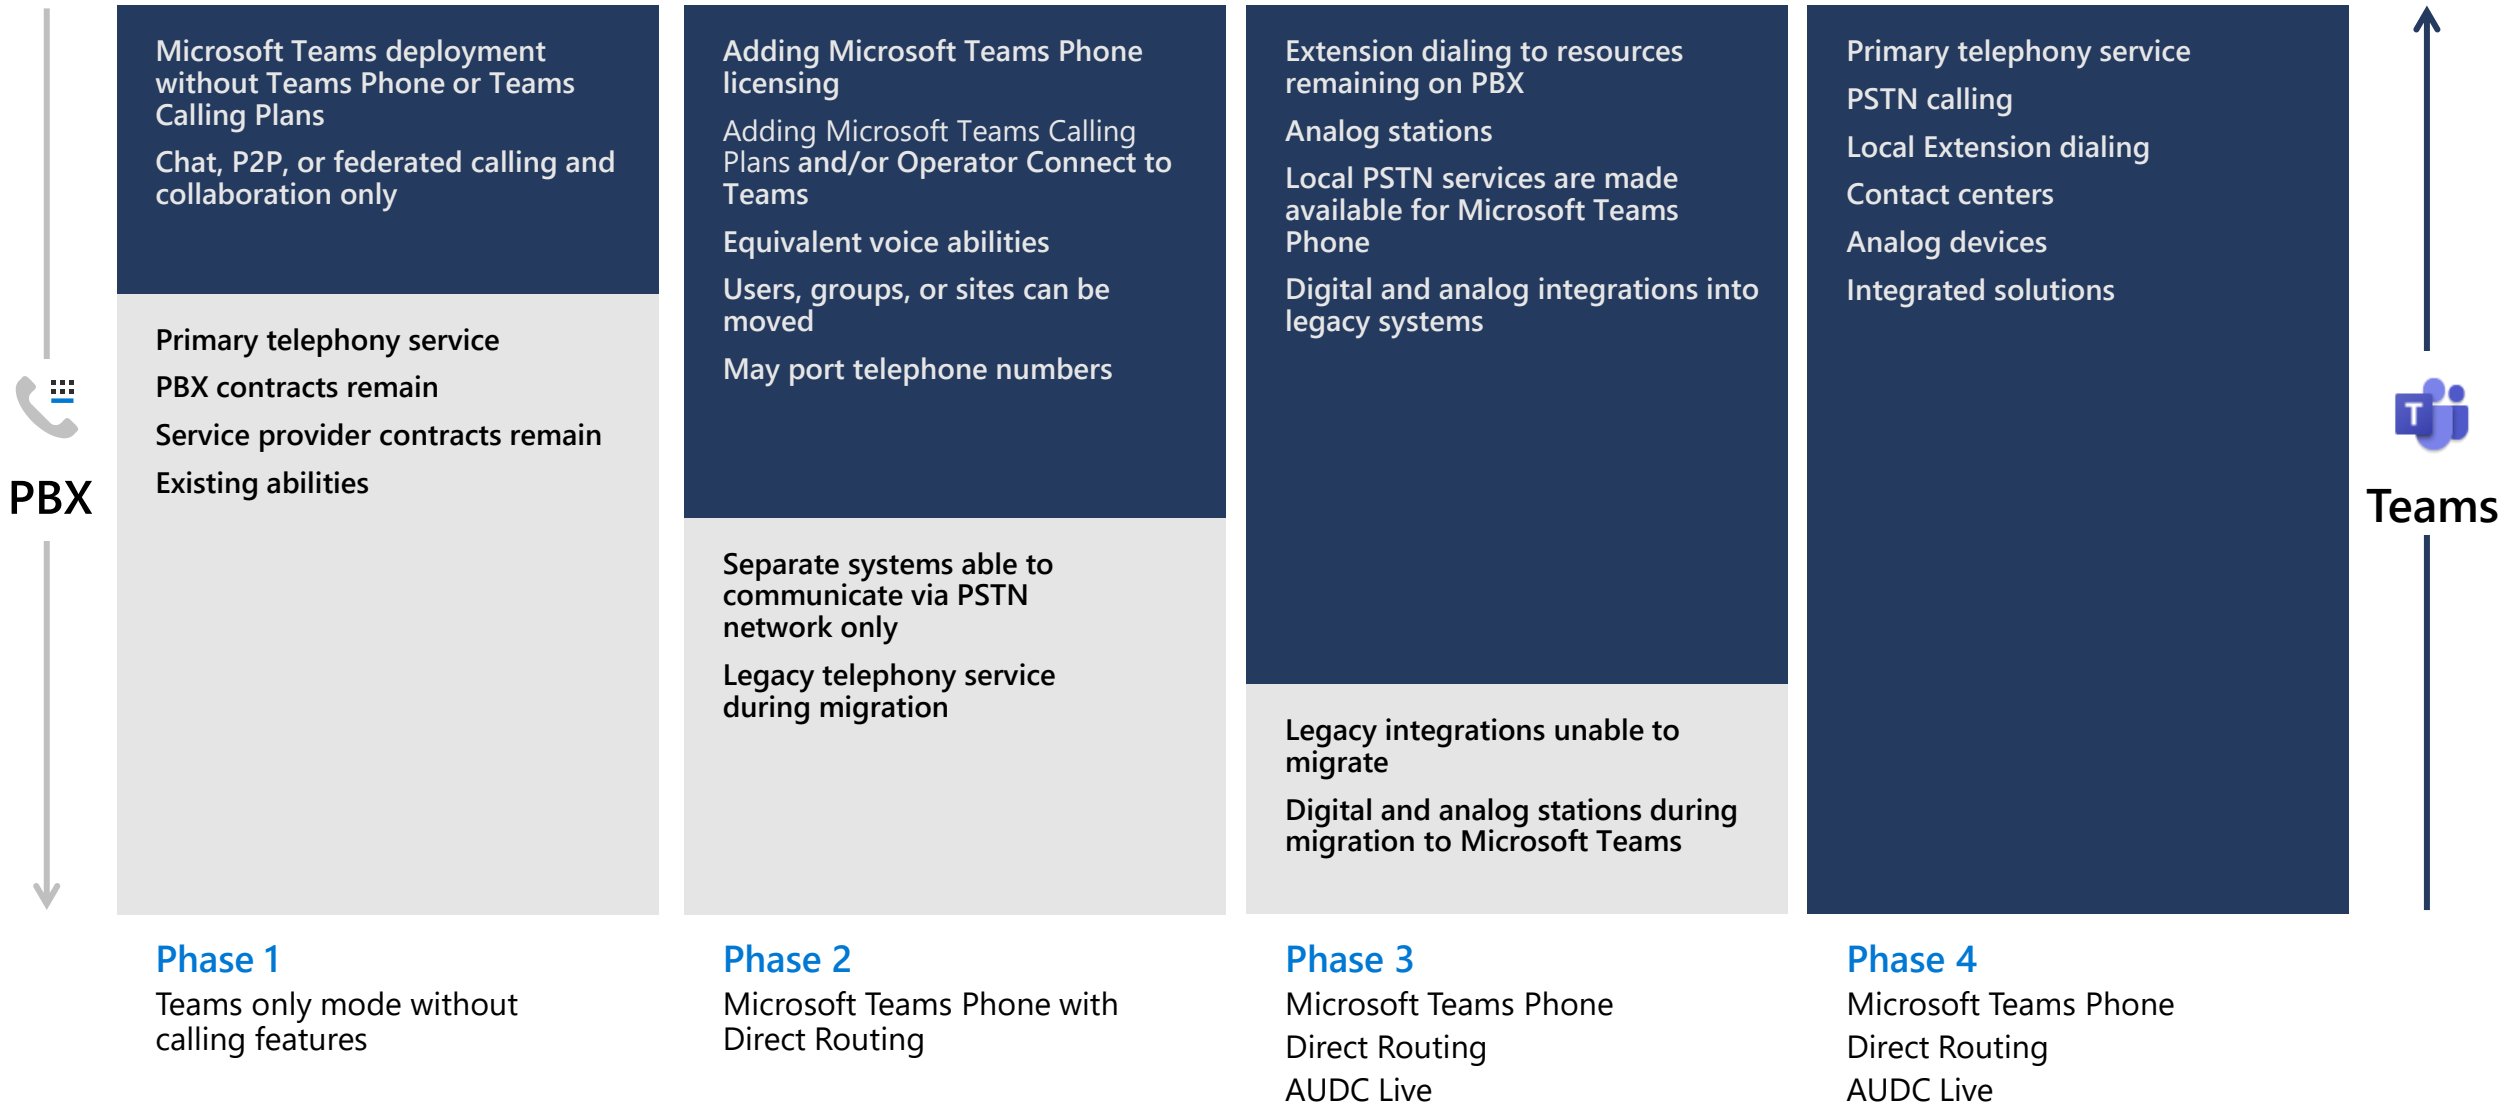 PBX
Microsoft Teams deployment
without Teams Phone or Teams
Calling Plans
Chat, P2P, or federated calling and
collaboration only
Primary telephony service
PBX contracts remain
Service provider contracts remain
Existing abilities
Phase 1
Teams only mode without
calling features
Adding Microsoft Teams Phone
licensing
Adding Microsoft Teams Calling
Plans and/or Operator Connect to
Teams
Equivalent voice abilities
Users, groups, or sites can be
moved
May port telephone numbers
Separate systems able to
communicate via PSTN
network only
Legacy telephony service
during migration
Phase 2
Microsoft Teams Phone with
Direct Routing
Extension dialing to resources
remaining on PBX
Analog stations
Local PSTN services are made
available for Microsoft Teams
Phone
Digital and analog integrations into
legacy systems
Legacy integrations unable to
migrate
Digital and analog stations during
migration to Microsoft Teams
Phase 3
Microsoft Teams Phone
Direct Routing
AUDC Live
Primary telephony service
PSTN calling
Local Extension dialing
Contact centers
Analog devices
Integrated solutions
Phase 4
Microsoft Teams Phone
Direct Routing
AUDC Live
T
Teams